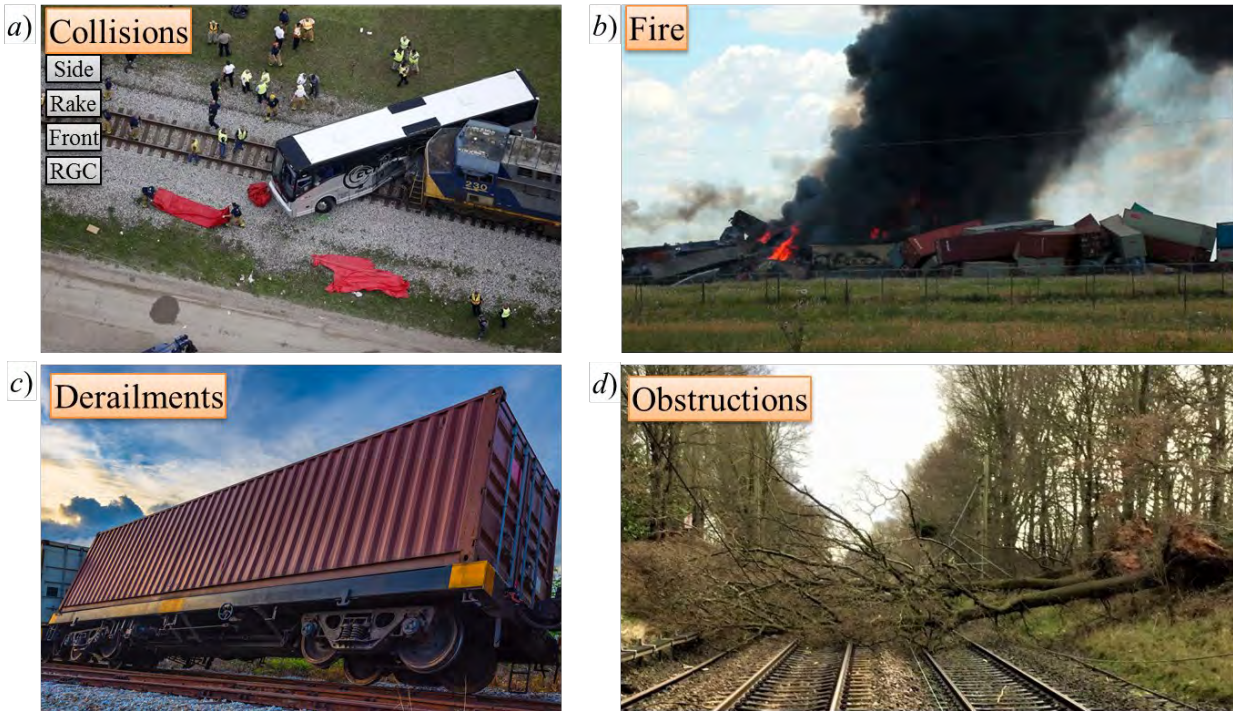 a)
Collisions
Side
Rake
Front
RGC
230
b)
Fire
c)
Derailments
d)
Obstructions